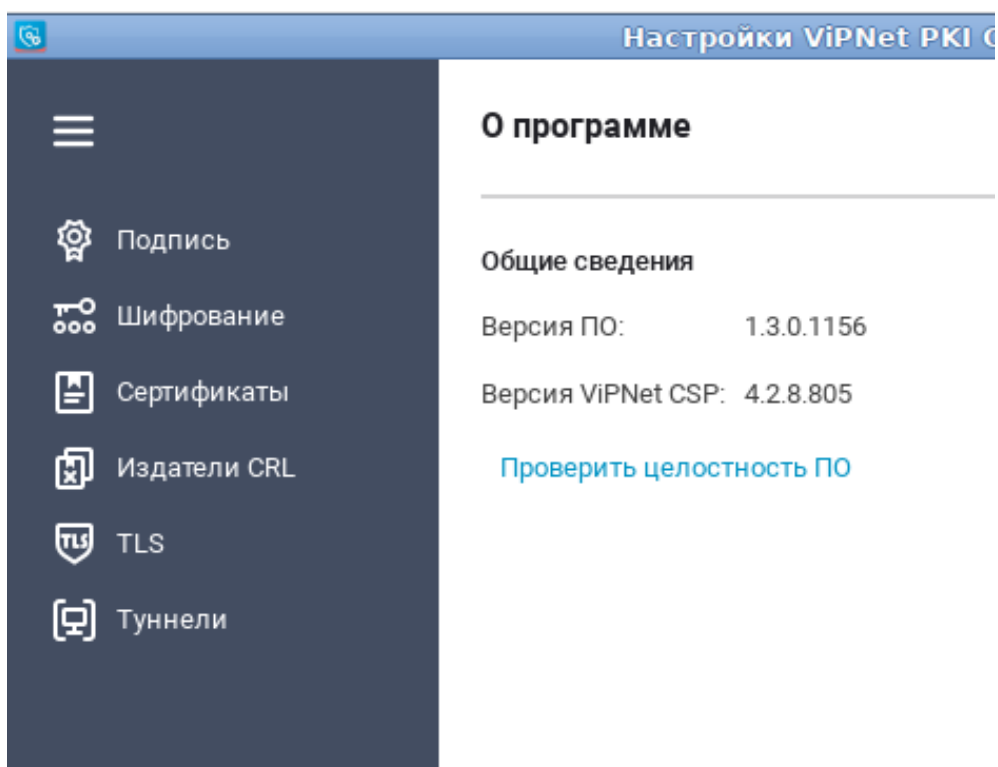 Настройки ViPNet PKI
О программе
Подпись
Шифрование
Сертификаты
Издатели CRL
TLS
Туннели
Общие сведения
Версия ПО: 1.3.0.1156
Версия ViPNet CSP: 4.2.8.805
Проверить целостность ПО